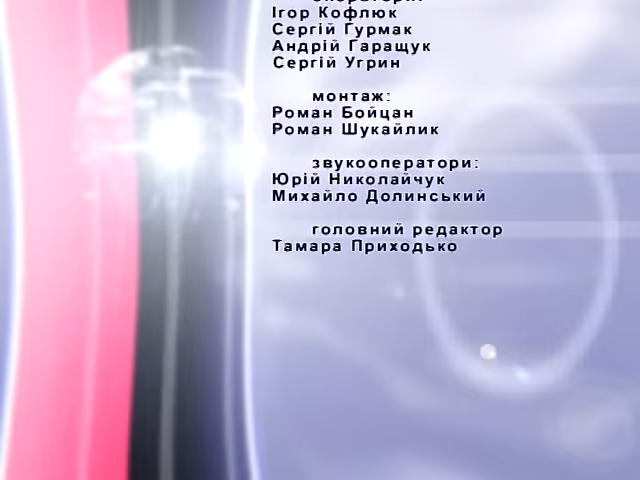 Ігор Кофлюк
Сергій Гурмак
Андрій Гаращук
Сергій Угрин
монтаж:
Роман Бойцан
Роман Шукайлик
звукооператори:
Юрій Николайчук
Михайло Долинський
головний редактор
Тамара Приходько